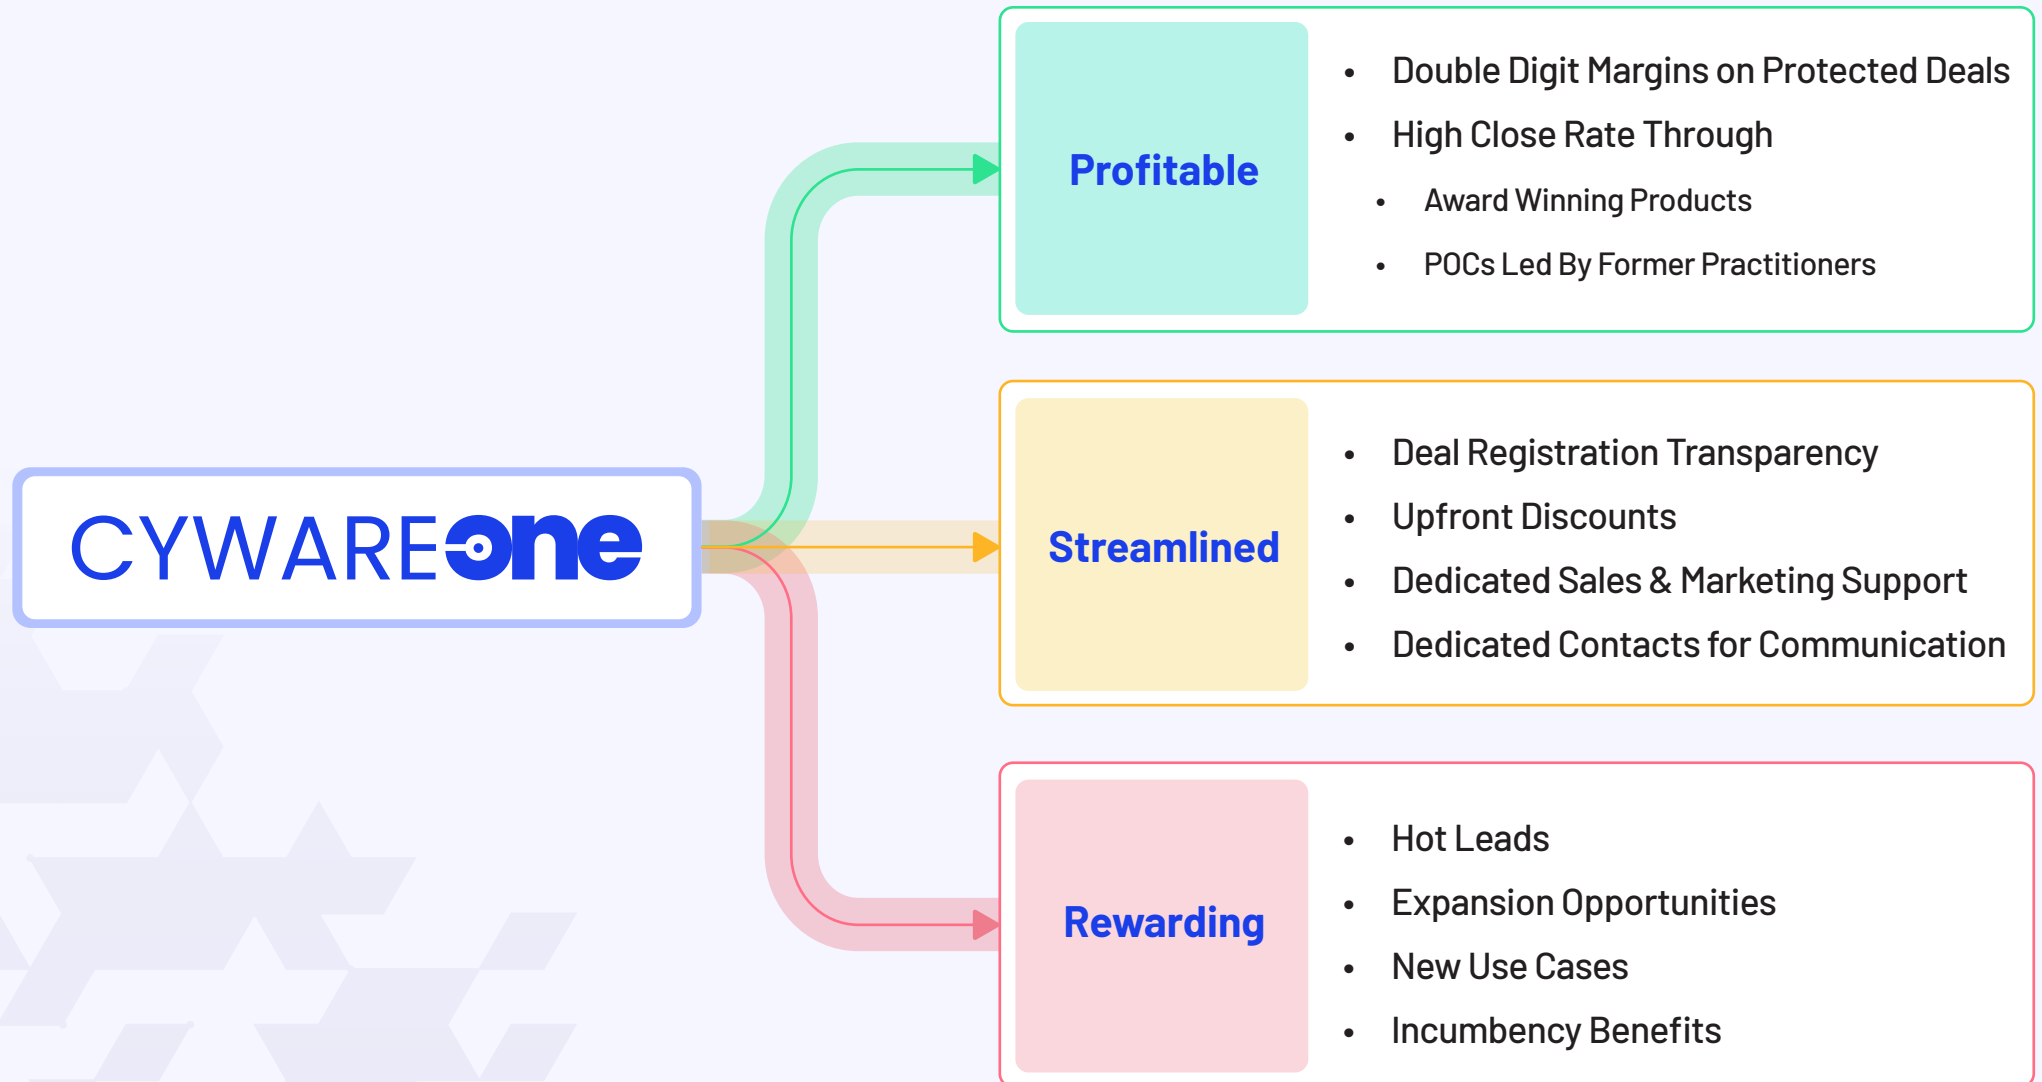 CYWAREone
Profitable
• Double Digit Margins on Protected Deals
• High Close Rate Through
• Award Winning Products
• POCs Led By Former Practitioners
Streamlined
• Deal Registration Transparency
• Upfront Discounts
• Dedicated Sales & Marketing Support
• Dedicated Contacts for Communication
Rewarding
• Hot Leads
• Expansion Opportunities
• New Use Cases
• Incumbency Benefits